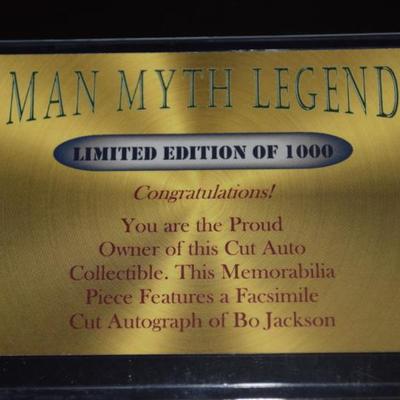 MAN MYTH LEGEND
LIMITED EDITION OF 1000
Congratulations!
You are the Proud
Owner of this Cut Auto
Collectible. This Memorabilia
Piece Features a Facsimile
Cut Autograph of Bo Jackson